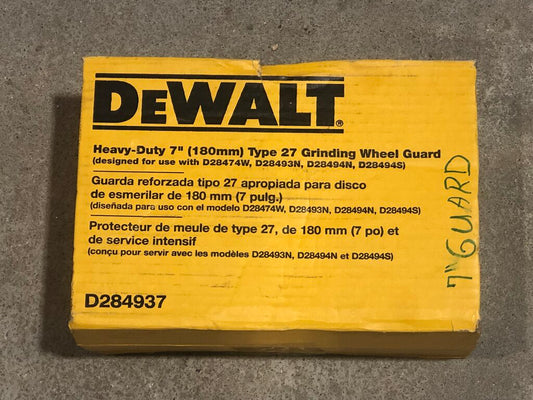 DEWALT
Heavy-Duty 7" (180mm) Type 27 Grinding Wheel Guard
(designed for use with D28474W, D28493N, D28494N, D28494S)
Guarda reforzada tipo 27 apropiada para disco
de esmerilar de 180 mm (7 pulg.)
(diseñada para uso con el modelo D28474W, D28493N, D28494N, D28494S)
Protecteur de meule de type 27, de 180 mm (7 po) et
de service intensif
(conçu pour servir avec les modèles D28493N, D28494N et D28494S)
D284937
7" GUARD